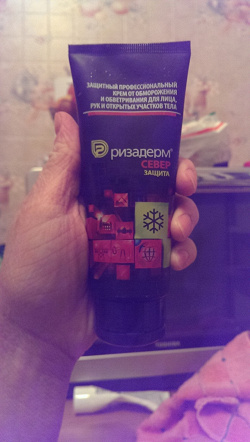 ЗАЩИТНЫЙ ПРОФЕССИОНАЛЬНЫЙ
КРЕМ ОТ ОБМОРОЖЕНИЯ
И ОБВЕТРИВАНИЯ ДЛЯ ЛИЦА,
РУК И ОТКРЫТЫХ УЧАСТКОВ ТЕЛА
РИЗАДЕРМ®
СЕВЕР
ЗАЩИТА